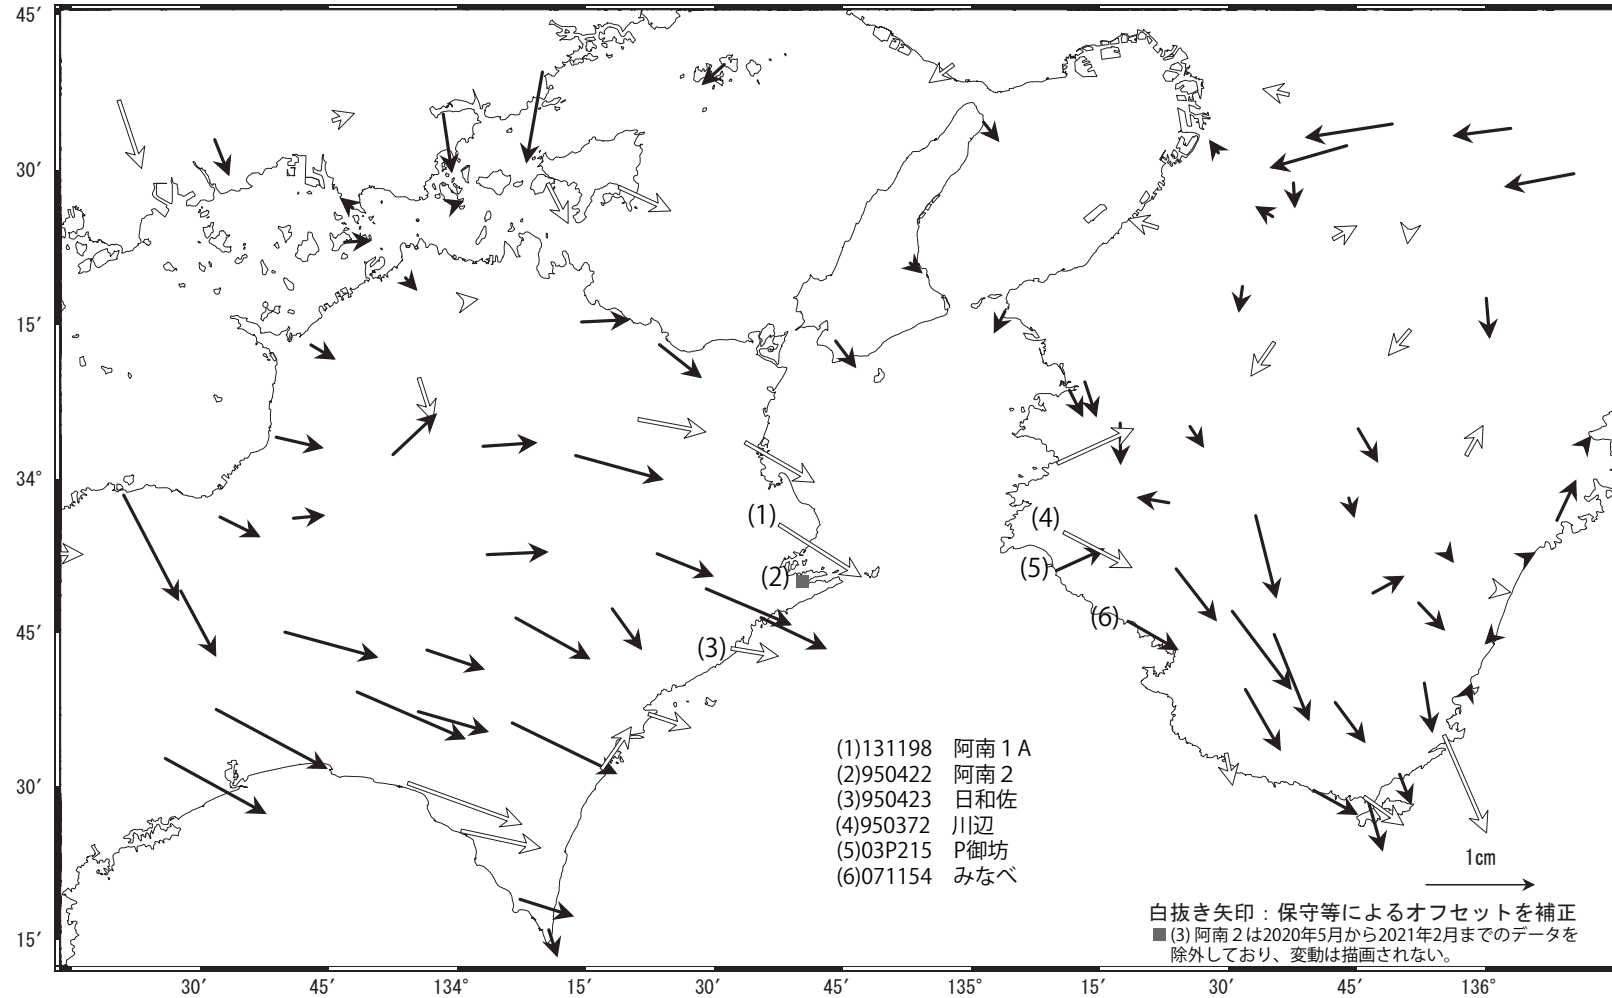 45′
30′
15′
34°
45′
30′
15′
(1)
(2)
(3)
(4)
(5)
(6)
(1)131198 阿南１A
(2)950422 阿南２
(3)950423 日和佐
(4)950372 川辺
(5)03P215 P御坊
(6)071154 みなべ
1cm
白抜き矢印：保守等によるオフセットを補正
■(3) 阿南２は2020年5月から2021年2月までのデータを
除外しており、変動は描画されない。
30′ 45′ 134° 15′ 30′ 45′ 135° 15′ 30′ 45′ 136°